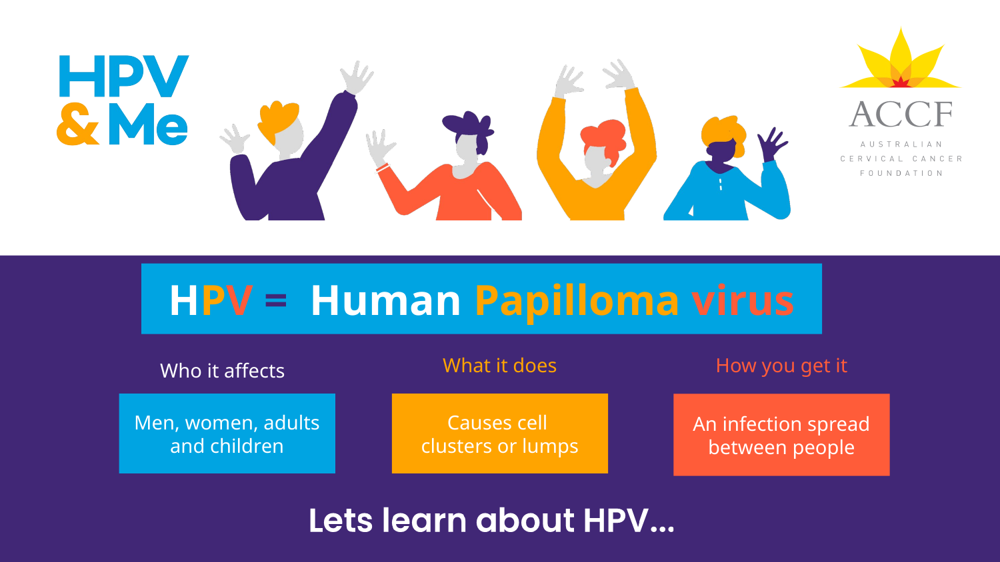 HPV
& Me
ACCF
AUSTRALIAN
CERVICAL CANCER
FOUNDATION
HPV = Human Papilloma virus
Who it affects
Men, women, adults
and children
What it does
Causes cell
clusters or lumps
How you get it
An infection spread
between people
Lets learn about HPV...